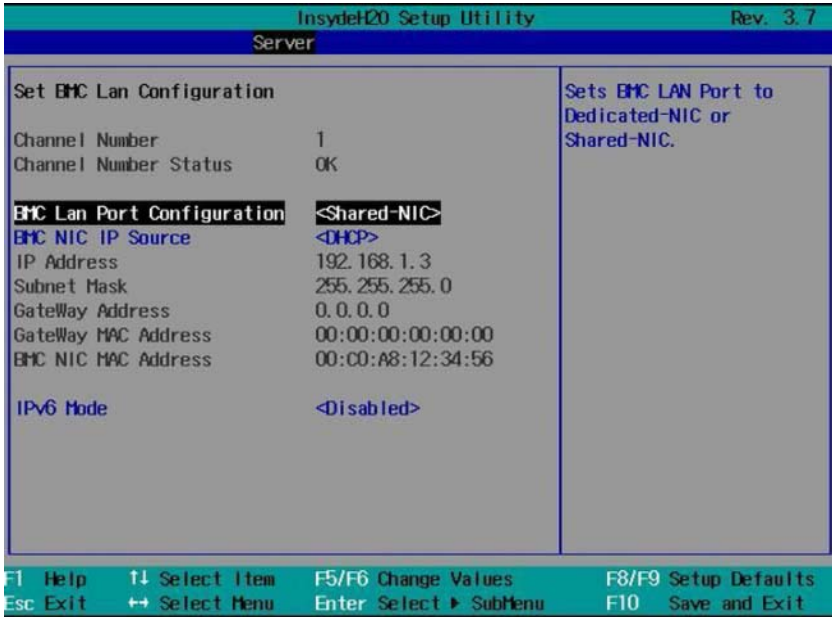 InsydeH20 Setup Utility Rev. 3.7
Server
Set BMC Lan Configuration
Channel Number 1
Channel Number Status OK
BMC Lan Port Configuration <Shared-NIC>
BMC NIC IP Source <DHCP>
IP Address 192.168.1.3
Subnet Mask 255.255.255.0
GateWay Address 0.0.0.0
GateWay MAC Address 00:00:00:00:00:00
BMC NIC MAC Address 00:C0:A8:12:34:56
IPv6 Mode <Disabled>
Sets BMC LAN Port to
Dedicated-NIC or
Shared-NIC.
F1 Help ↑↓ Select Item F5/F6 Change Values F8/F9 Setup Defaults
Esc Exit ↔ Select Menu Enter Select ▶ SubMenu F10 Save and Exit